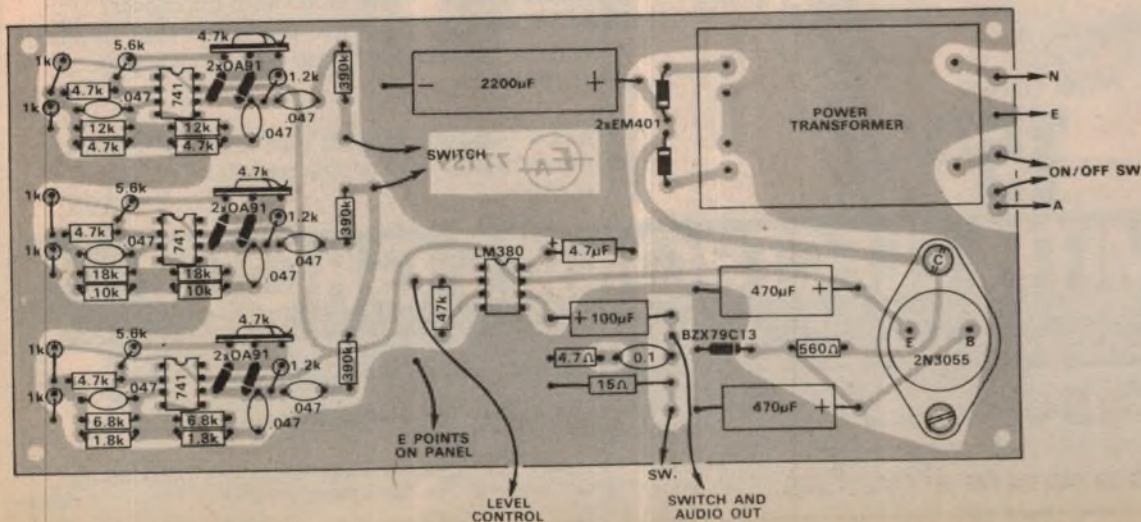 4.7k
5.6k
1k
2xOA91
4.7k
741
1.2k
390k
1k
.047
.047
12k
12k
.047
4.7k
4.7k
− 2200µF +
2xEM401
POWER
TRANSFORMER
N
E
ON/OFF SW
A
SWITCH
EA
4.7k
5.6k
1k
2xOA91
4.7k
741
1.2k
390k
1k
.047
.047
18k
18k
.047
.10k
10k
LM380
+ 4.7µF
47k
+ 100µF
4.7Ω
0.1
15Ω
470µF +
BZX79C13
560Ω
470µF +
C
E
B
2N3055
4.7k
5.6k
1k
2xOA91
4.7k
741
1.2k
390k
1k
.047
.047
6.8k
6.8k
.047
1.8k
1.8k
E POINTS
ON PANEL
LEVEL
CONTROL
SW.
SWITCH AND
AUDIO OUT